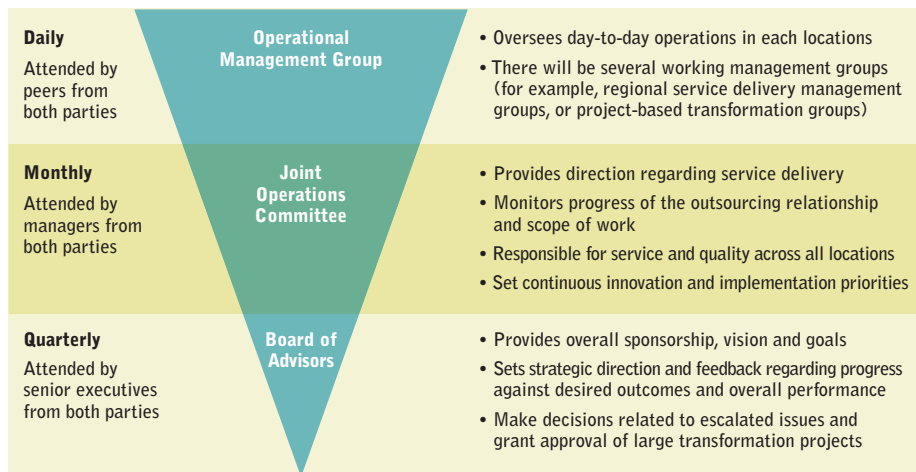 Daily
Attended by
peers from
both parties
Operational
Management Group
• Oversees day-to-day operations in each locations
• There will be several working management groups
(for example, regional service delivery management
groups, or project-based transformation groups)
Monthly
Attended by
managers from
both parties
Joint
Operations
Committee
• Provides direction regarding service delivery
• Monitors progress of the outsourcing relationship
and scope of work
• Responsible for service and quality across all locations
• Set continuous innovation and implementation priorities
Quarterly
Attended by
senior executives
from both parties
Board of
Advisors
• Provides overall sponsorship, vision and goals
• Sets strategic direction and feedback regarding progress
against desired outcomes and overall performance
• Make decisions related to escalated issues and
grant approval of large transformation projects